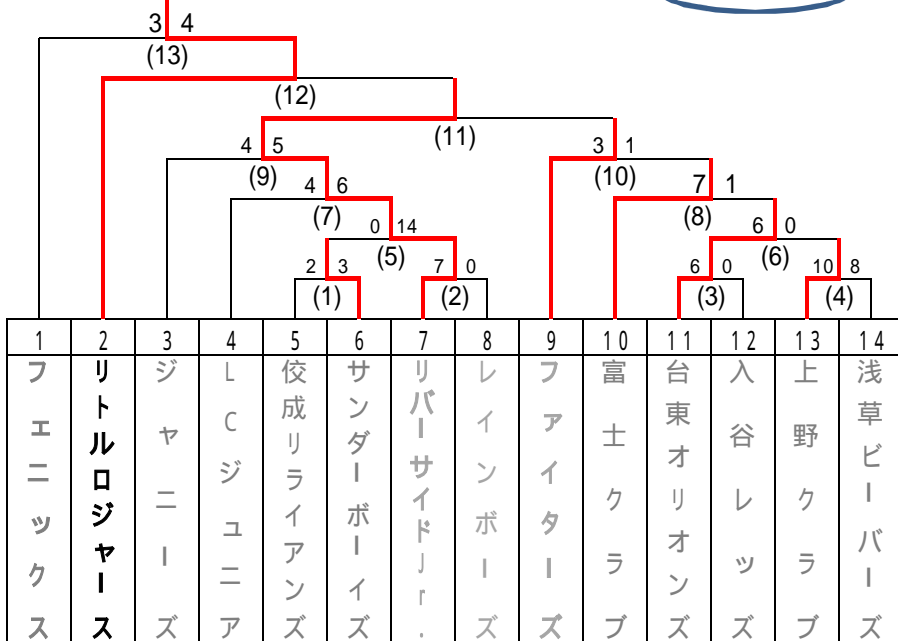 3 4
(13)
(12)
(11)
4 5
3 1
(9)
(10)
4 6
7 1
(7)
(8)
0 14
6 0
(5)
(6)
2 3
7 0
6 0
10 8
(1)
(2)
(3)
(4)
1 2 3 4 5 6 7 8 9 10 11 12 13 14
フェニックス
リトルロジャース
ジャニーズ
LCジュニア
佼成リライアンズ
サンダーボーイズ
リバーサイドJr.
レインボーズ
ファイターズ
富士クラブ
台東オリオンズ
入谷レッズ
上野クラブ
浅草ビーバーズ